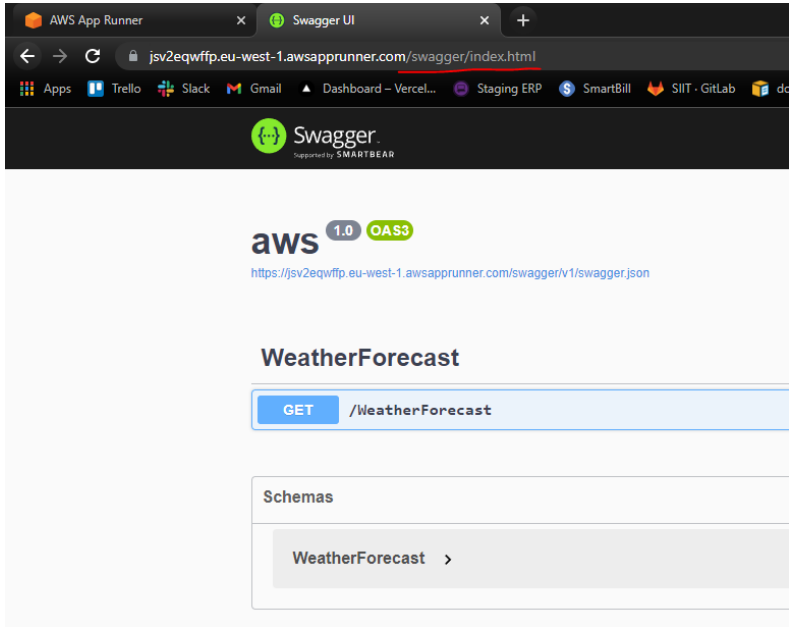 AWS App Runner
Swagger UI
jsv2eqwffp.eu-west-1.awsapprunner.com/swagger/index.html
Apps Trello Slack Gmail Dashboard – Vercel... Staging ERP SmartBill SIIT · GitLab do
{···} Swagger.
Supported by SMARTBEAR
aws 1.0 OAS3
https://jsv2eqwffp.eu-west-1.awsapprunner.com/swagger/v1/swagger.json
WeatherForecast
GET /WeatherForecast
Schemas
WeatherForecast